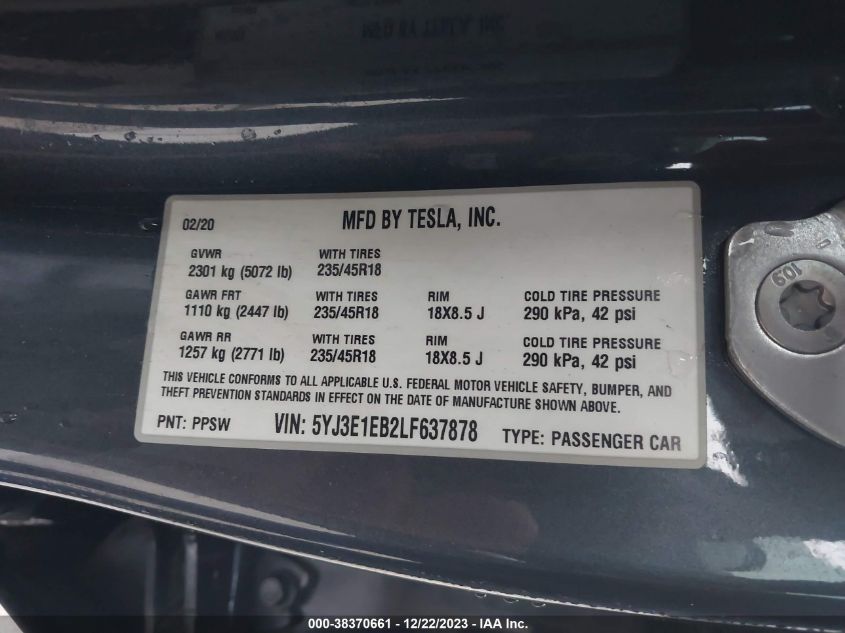 02/20 MFD BY TESLA, INC.
GVWR WITH TIRES
2301 kg (5072 lb) 235/45R18
GAWR FRT WITH TIRES RIM COLD TIRE PRESSURE
1110 kg (2447 lb) 235/45R18 18X8.5 J 290 kPa, 42 psi
GAWR RR WITH TIRES RIM COLD TIRE PRESSURE
1257 kg (2771 lb) 235/45R18 18X8.5 J 290 kPa, 42 psi
THIS VEHICLE CONFORMS TO ALL APPLICABLE U.S. FEDERAL MOTOR VEHICLE SAFETY, BUMPER, AND
THEFT PREVENTION STANDARDS IN EFFECT ON THE DATE OF MANUFACTURE SHOWN ABOVE.
PNT: PPSW VIN: 5YJ3E1EB2LF637878 TYPE: PASSENGER CAR
109
000-38370661 - 12/22/2023 - IAA Inc.